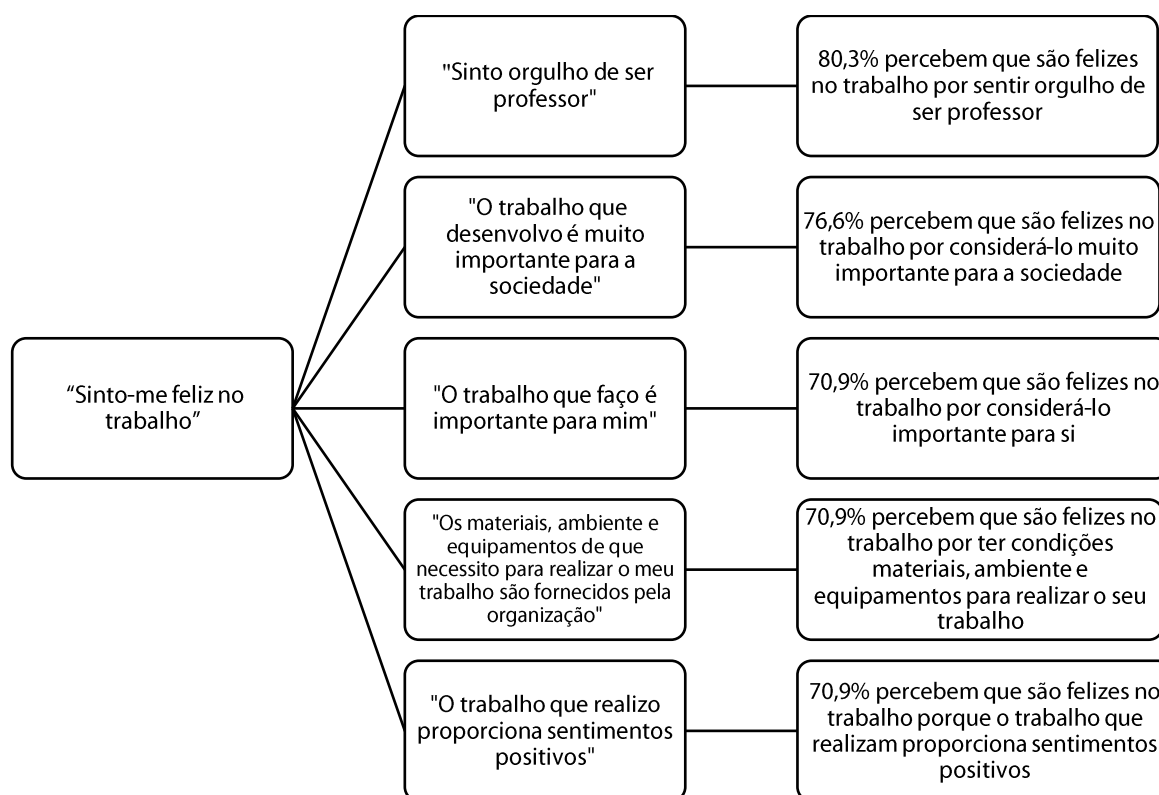 "Sinto orgulho de ser
professor"
80,3% percebem que são felizes
no trabalho por sentir orgulho de
ser professor
"O trabalho que
desenvolvo é muito
importante para a
sociedade"
76,6% percebem que são felizes no
trabalho por considerá-lo muito
importante para a sociedade
“Sinto-me feliz no
trabalho”
"O trabalho que faço é
importante para mim"
70,9% percebem que são felizes no
trabalho por considerá-lo
importante para si
"Os materiais, ambiente e
equipamentos de que
necessito para realizar o meu
trabalho são fornecidos pela
organização"
70,9% percebem que são felizes no
trabalho por ter condições
materiais, ambiente e
equipamentos para realizar o seu
trabalho
"O trabalho que realizo
proporciona sentimentos
positivos"
70,9% percebem que são felizes no
trabalho porque o trabalho que
realizam proporciona sentimentos
positivos